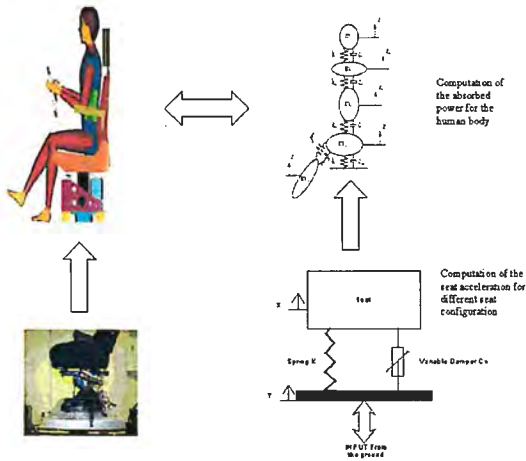 Computation of
the absorbed
power for the
human body
Computation of the
seat acceleration for
different seat
configuration
Seat
X
Spring K
Variable Damper Cv
Y
INPUT from
the ground